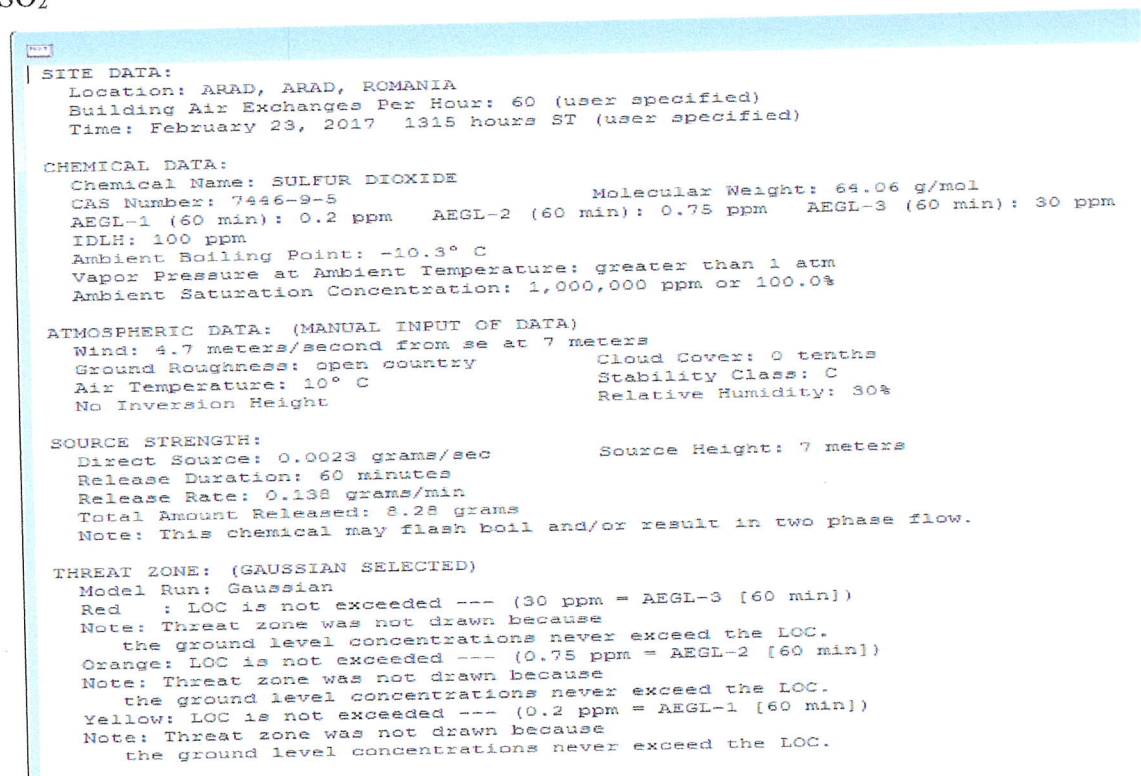 SO2
SITE DATA:
Location: ARAD, ARAD, ROMANIA
Building Air Exchanges Per Hour: 60 (user specified)
Time: February 23, 2017 1315 hours ST (user specified)
CHEMICAL DATA:
Chemical Name: SULFUR DIOXIDE
CAS Number: 7446-9-5 Molecular Weight: 64.06 g/mol
AEGL-1 (60 min): 0.2 ppm AEGL-2 (60 min): 0.75 ppm AEGL-3 (60 min): 30 ppm
IDLH: 100 ppm
Ambient Boiling Point: -10.3° C
Vapor Pressure at Ambient Temperature: greater than 1 atm
Ambient Saturation Concentration: 1,000,000 ppm or 100.0%
ATMOSPHERIC DATA: (MANUAL INPUT OF DATA)
Wind: 4.7 meters/second from se at 7 meters
Ground Roughness: open country Cloud Cover: 0 tenths
Air Temperature: 10° C Stability Class: C
No Inversion Height Relative Humidity: 30%
SOURCE STRENGTH:
Direct Source: 0.0023 grams/sec Source Height: 7 meters
Release Duration: 60 minutes
Release Rate: 0.138 grams/min
Total Amount Released: 8.28 grams
Note: This chemical may flash boil and/or result in two phase flow.
THREAT ZONE: (GAUSSIAN SELECTED)
Model Run: Gaussian
Red : LOC is not exceeded --- (30 ppm = AEGL-3 [60 min])
Note: Threat zone was not drawn because
the ground level concentrations never exceed the LOC.
Orange: LOC is not exceeded --- (0.75 ppm = AEGL-2 [60 min])
Note: Threat zone was not drawn because
the ground level concentrations never exceed the LOC.
Yellow: LOC is not exceeded --- (0.2 ppm = AEGL-1 [60 min])
Note: Threat zone was not drawn because
the ground level concentrations never exceed the LOC.